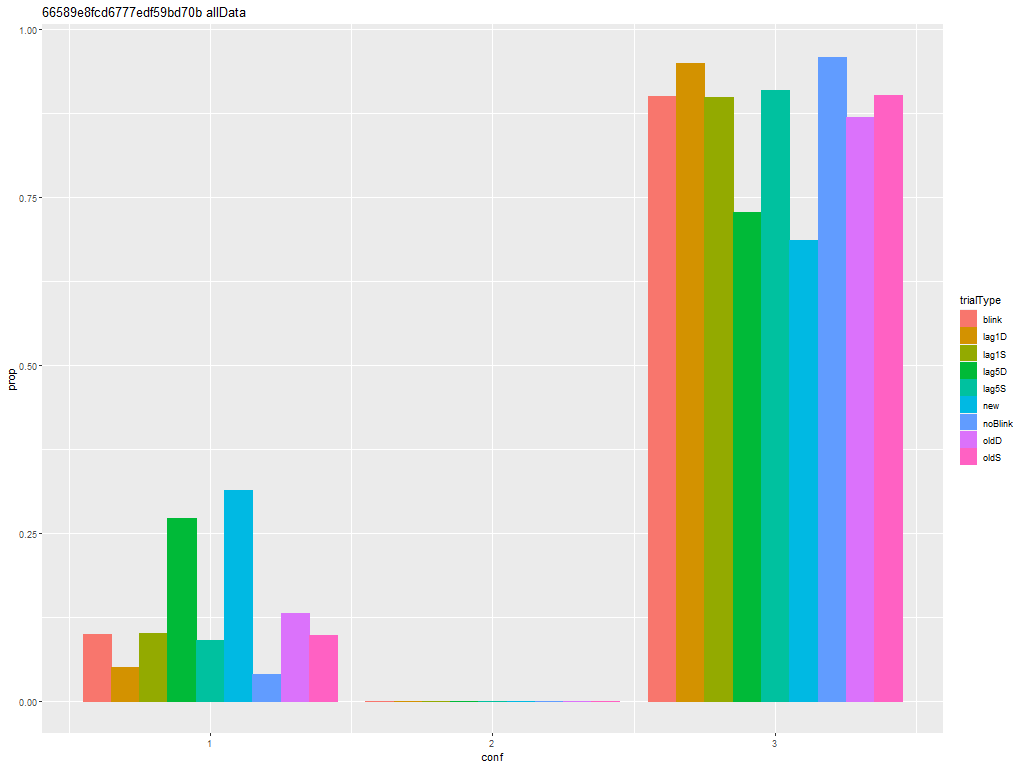 66589e8fcd6777edf59bd70b allData
1.00
0.75
0.50
0.25
0.00
prop
1
2
3
conf
trialType
blink
lag1D
lag1S
lag5D
lag5S
new
noBlink
oldD
oldS